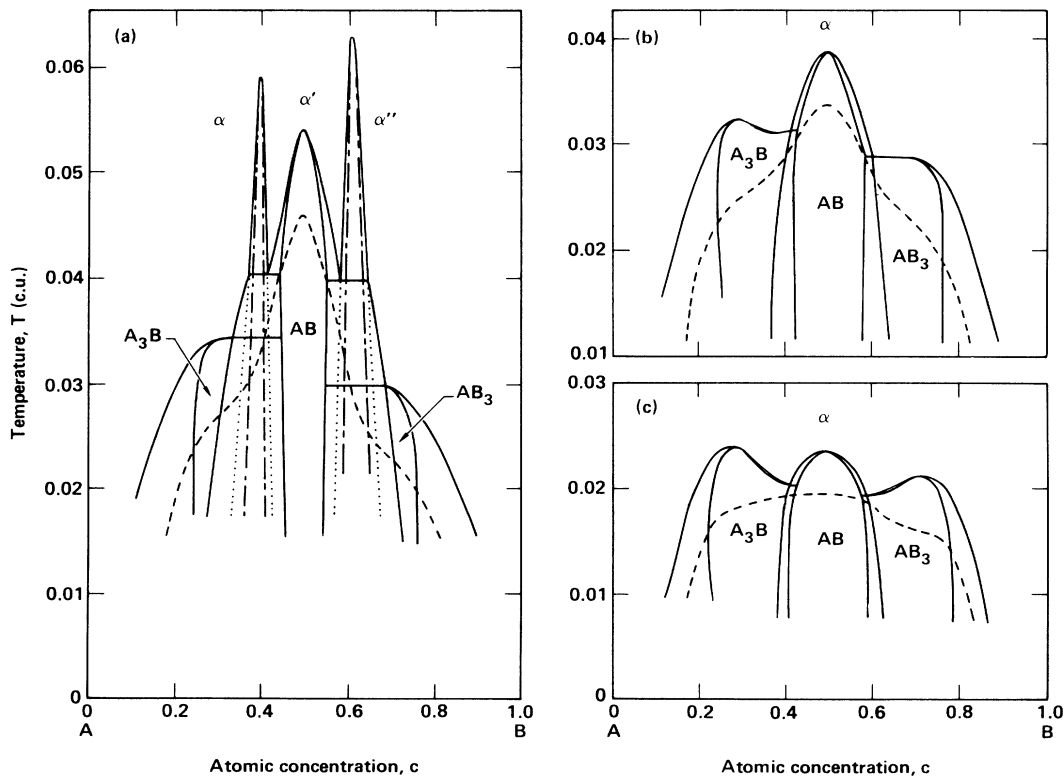 (a)
0.06
0.05
0.04
0.03
0.02
0.01
0
α
α′
α″
A₃B
AB
AB₃
0
0.2
0.4
0.6
0.8
1.0
A
B
Temperature, T (c.u.)
Atomic concentration, c
(b)
α
0.04
0.03
0.02
0.01
A₃B
AB
AB₃
(c)
α
0.03
0.02
0.01
0
A₃B
AB
AB₃
0
0.2
0.4
0.6
0.8
1.0
A
B
Atomic concentration, c